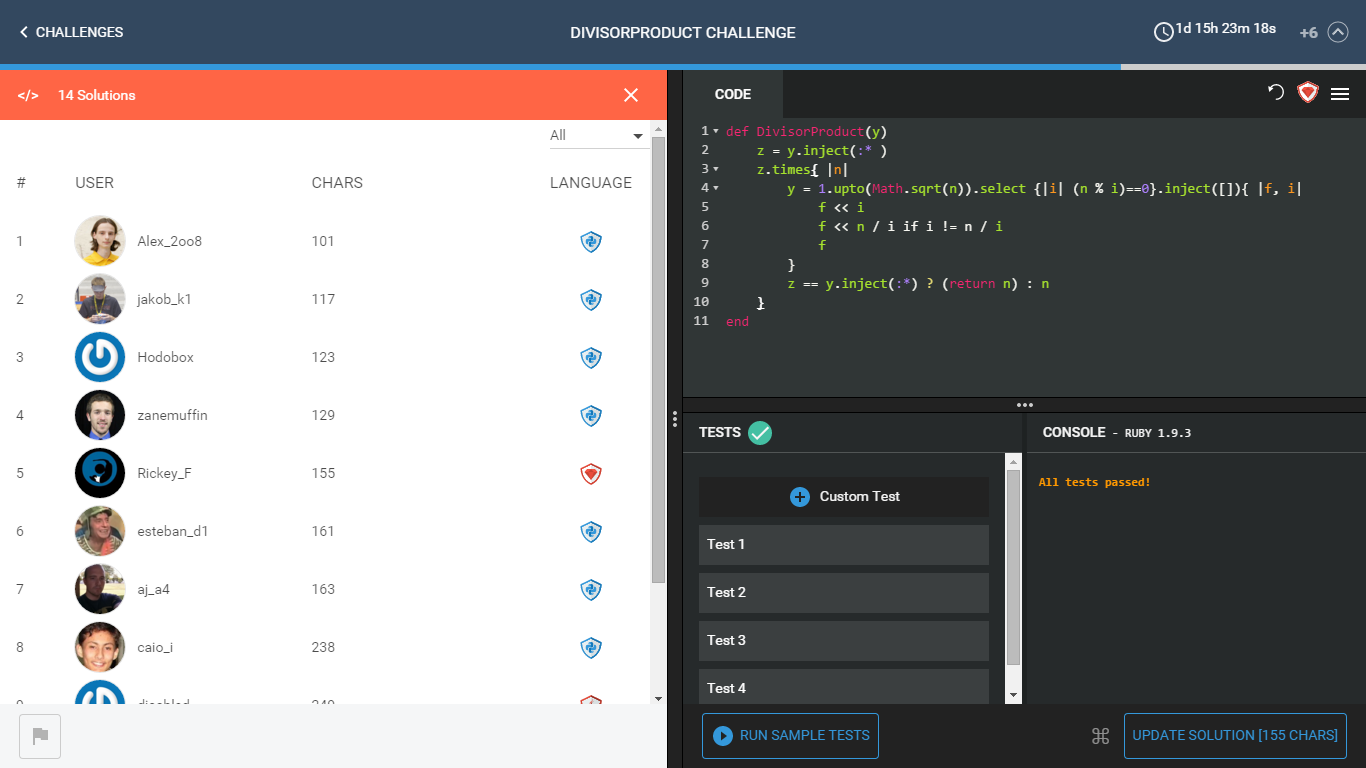 CHALLENGES
DIVISORPRODUCT CHALLENGE
1d 15h 23m 18s
+6
</> 14 Solutions
All
# USER CHARS LANGUAGE
1 Alex_2oo8 101
2 jakob_k1 117
3 Hodobox 123
4 zanemuffin 129
5 Rickey_F 155
6 esteban_d1 161
7 aj_a4 163
8 caio_i 238
CODE
1 def DivisorProduct(y)
2 z = y.inject(:* )
3 z.times{ |n|
4 y = 1.upto(Math.sqrt(n)).select {|i| (n % i)==0}.inject([]){ |f, i|
5 f << i
6 f << n / i if i != n / i
7 f
8 }
9 z == y.inject(:*) ? (return n) : n
10 }
11 end
TESTS
Custom Test
Test 1
Test 2
Test 3
Test 4
CONSOLE - RUBY 1.9.3
All tests passed!
RUN SAMPLE TESTS
⌘
UPDATE SOLUTION [155 CHARS]